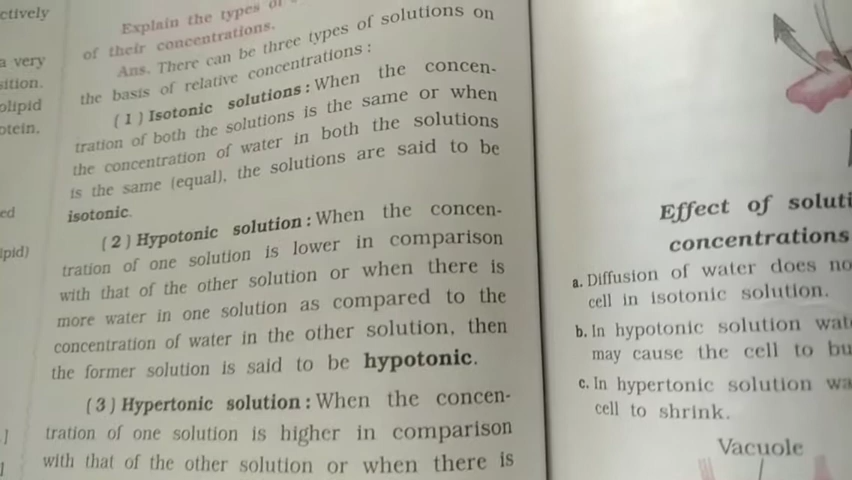 ctively
a very
sition.
olipid
otein,
ed
ipid)
Explain the types of
of their concentrations.
Ans. There can be three types of solutions on
the basis of relative concentrations :
(1) Isotonic solutions : When the concen-
tration of both the solutions is the same or when
the concentration of water in both the solutions
is the same (equal), the solutions are said to be
isotonic.
(2) Hypotonic solution : When the concen-
tration of one solution is lower in comparison
with that of the other solution or when there is
more water in one solution as compared to the
concentration of water in the other solution, then
the former solution is said to be hypotonic.
(3) Hypertonic solution : When the concen-
tration of one solution is higher in comparison
with that of the other solution or when there is
Effect of soluti
concentrations
a. Diffusion of water does no
cell in isotonic solution.
b. In hypotonic solution wat
may cause the cell to bu
c. In hypertonic solution wa
cell to shrink.
Vacuole